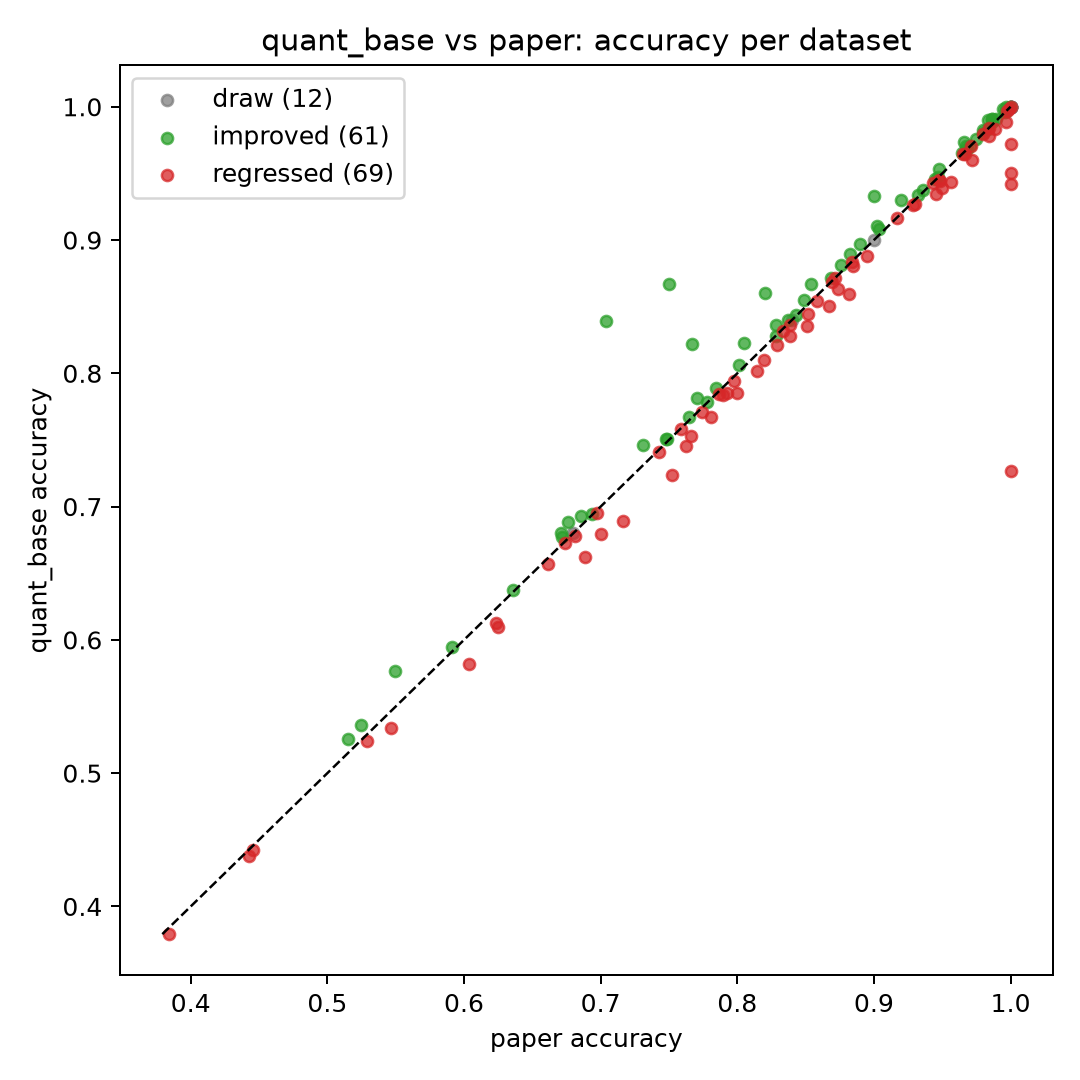 quant_base vs paper: accuracy per dataset
draw (12)
improved (61)
regressed (69)
quant_base accuracy
1.0
0.9
0.8
0.7
0.6
0.5
0.4
0.4
0.5
0.6
0.7
0.8
0.9
1.0
paper accuracy